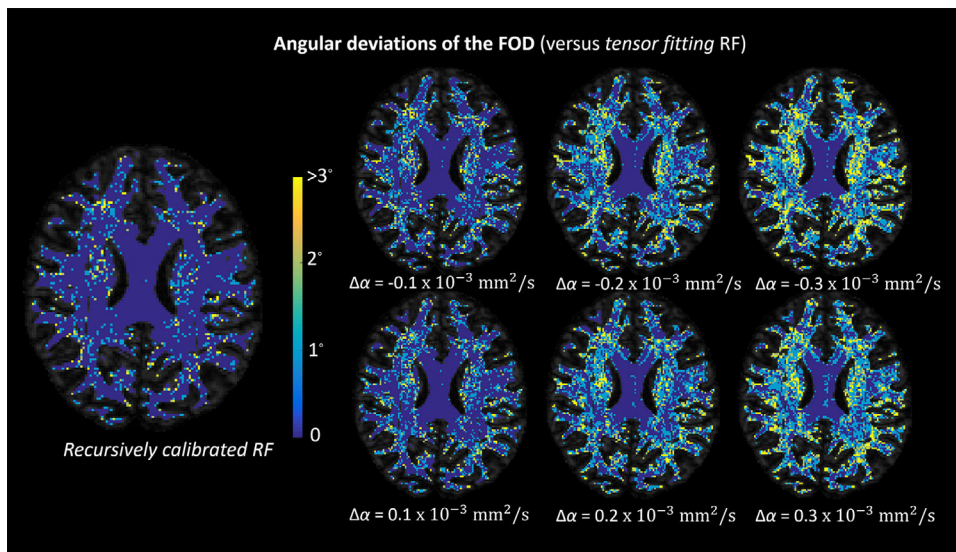 Angular deviations of the FOD (versus tensor fitting RF)
>3°
2°
1°
0
Recursively calibrated RF
Δα = -0.1 x 10⁻³ mm²/s
Δα = -0.2 x 10⁻³ mm²/s
Δα = -0.3 x 10⁻³ mm²/s
Δα = 0.1 x 10⁻³ mm²/s
Δα = 0.2 x 10⁻³ mm²/s
Δα = 0.3 x 10⁻³ mm²/s